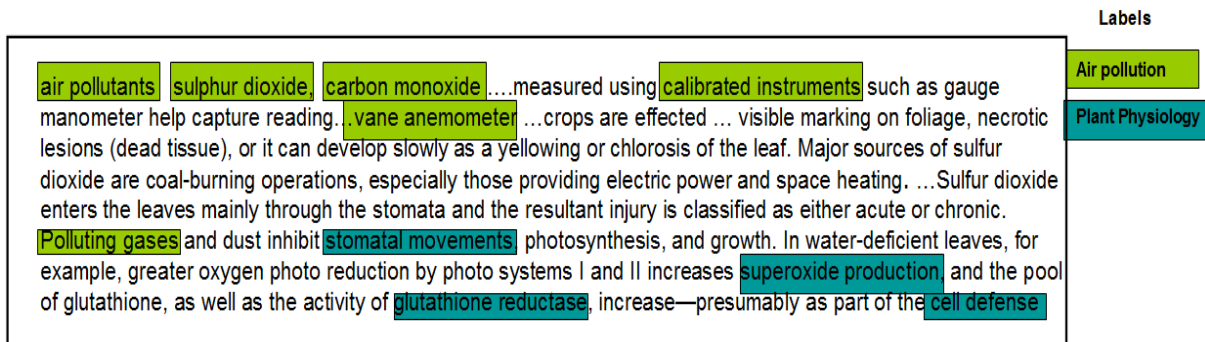 Labels
air pollutants sulphur dioxide, carbon monoxide ....measured using calibrated instruments such as gauge
Air pollution
manometer help capture reading...vane anemometer ...crops are effected ... visible marking on foliage, necrotic
Plant Physiology
lesions (dead tissue), or it can develop slowly as a yellowing or chlorosis of the leaf. Major sources of sulfur
dioxide are coal-burning operations, especially those providing electric power and space heating. ...Sulfur dioxide
enters the leaves mainly through the stomata and the resultant injury is classified as either acute or chronic.
Polluting gases and dust inhibit stomatal movements, photosynthesis, and growth. In water-deficient leaves, for
example, greater oxygen photo reduction by photo systems I and II increases superoxide production, and the pool
of glutathione, as well as the activity of glutathione reductase, increase—presumably as part of the cell defense